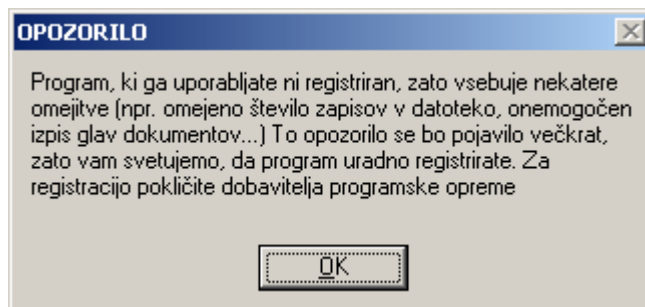 OPOZORILO
Program, ki ga uporabljate ni registriran, zato vsebuje nekatere
omejitve (npr. omejeno število zapisov v datoteko, onemogočen
izpis glav dokumentov...) To opozorilo se bo pojavilo večkrat,
zato vam svetujemo, da program uradno registrirate. Za
registracijo pokličite dobavitelja programske opreme
OK